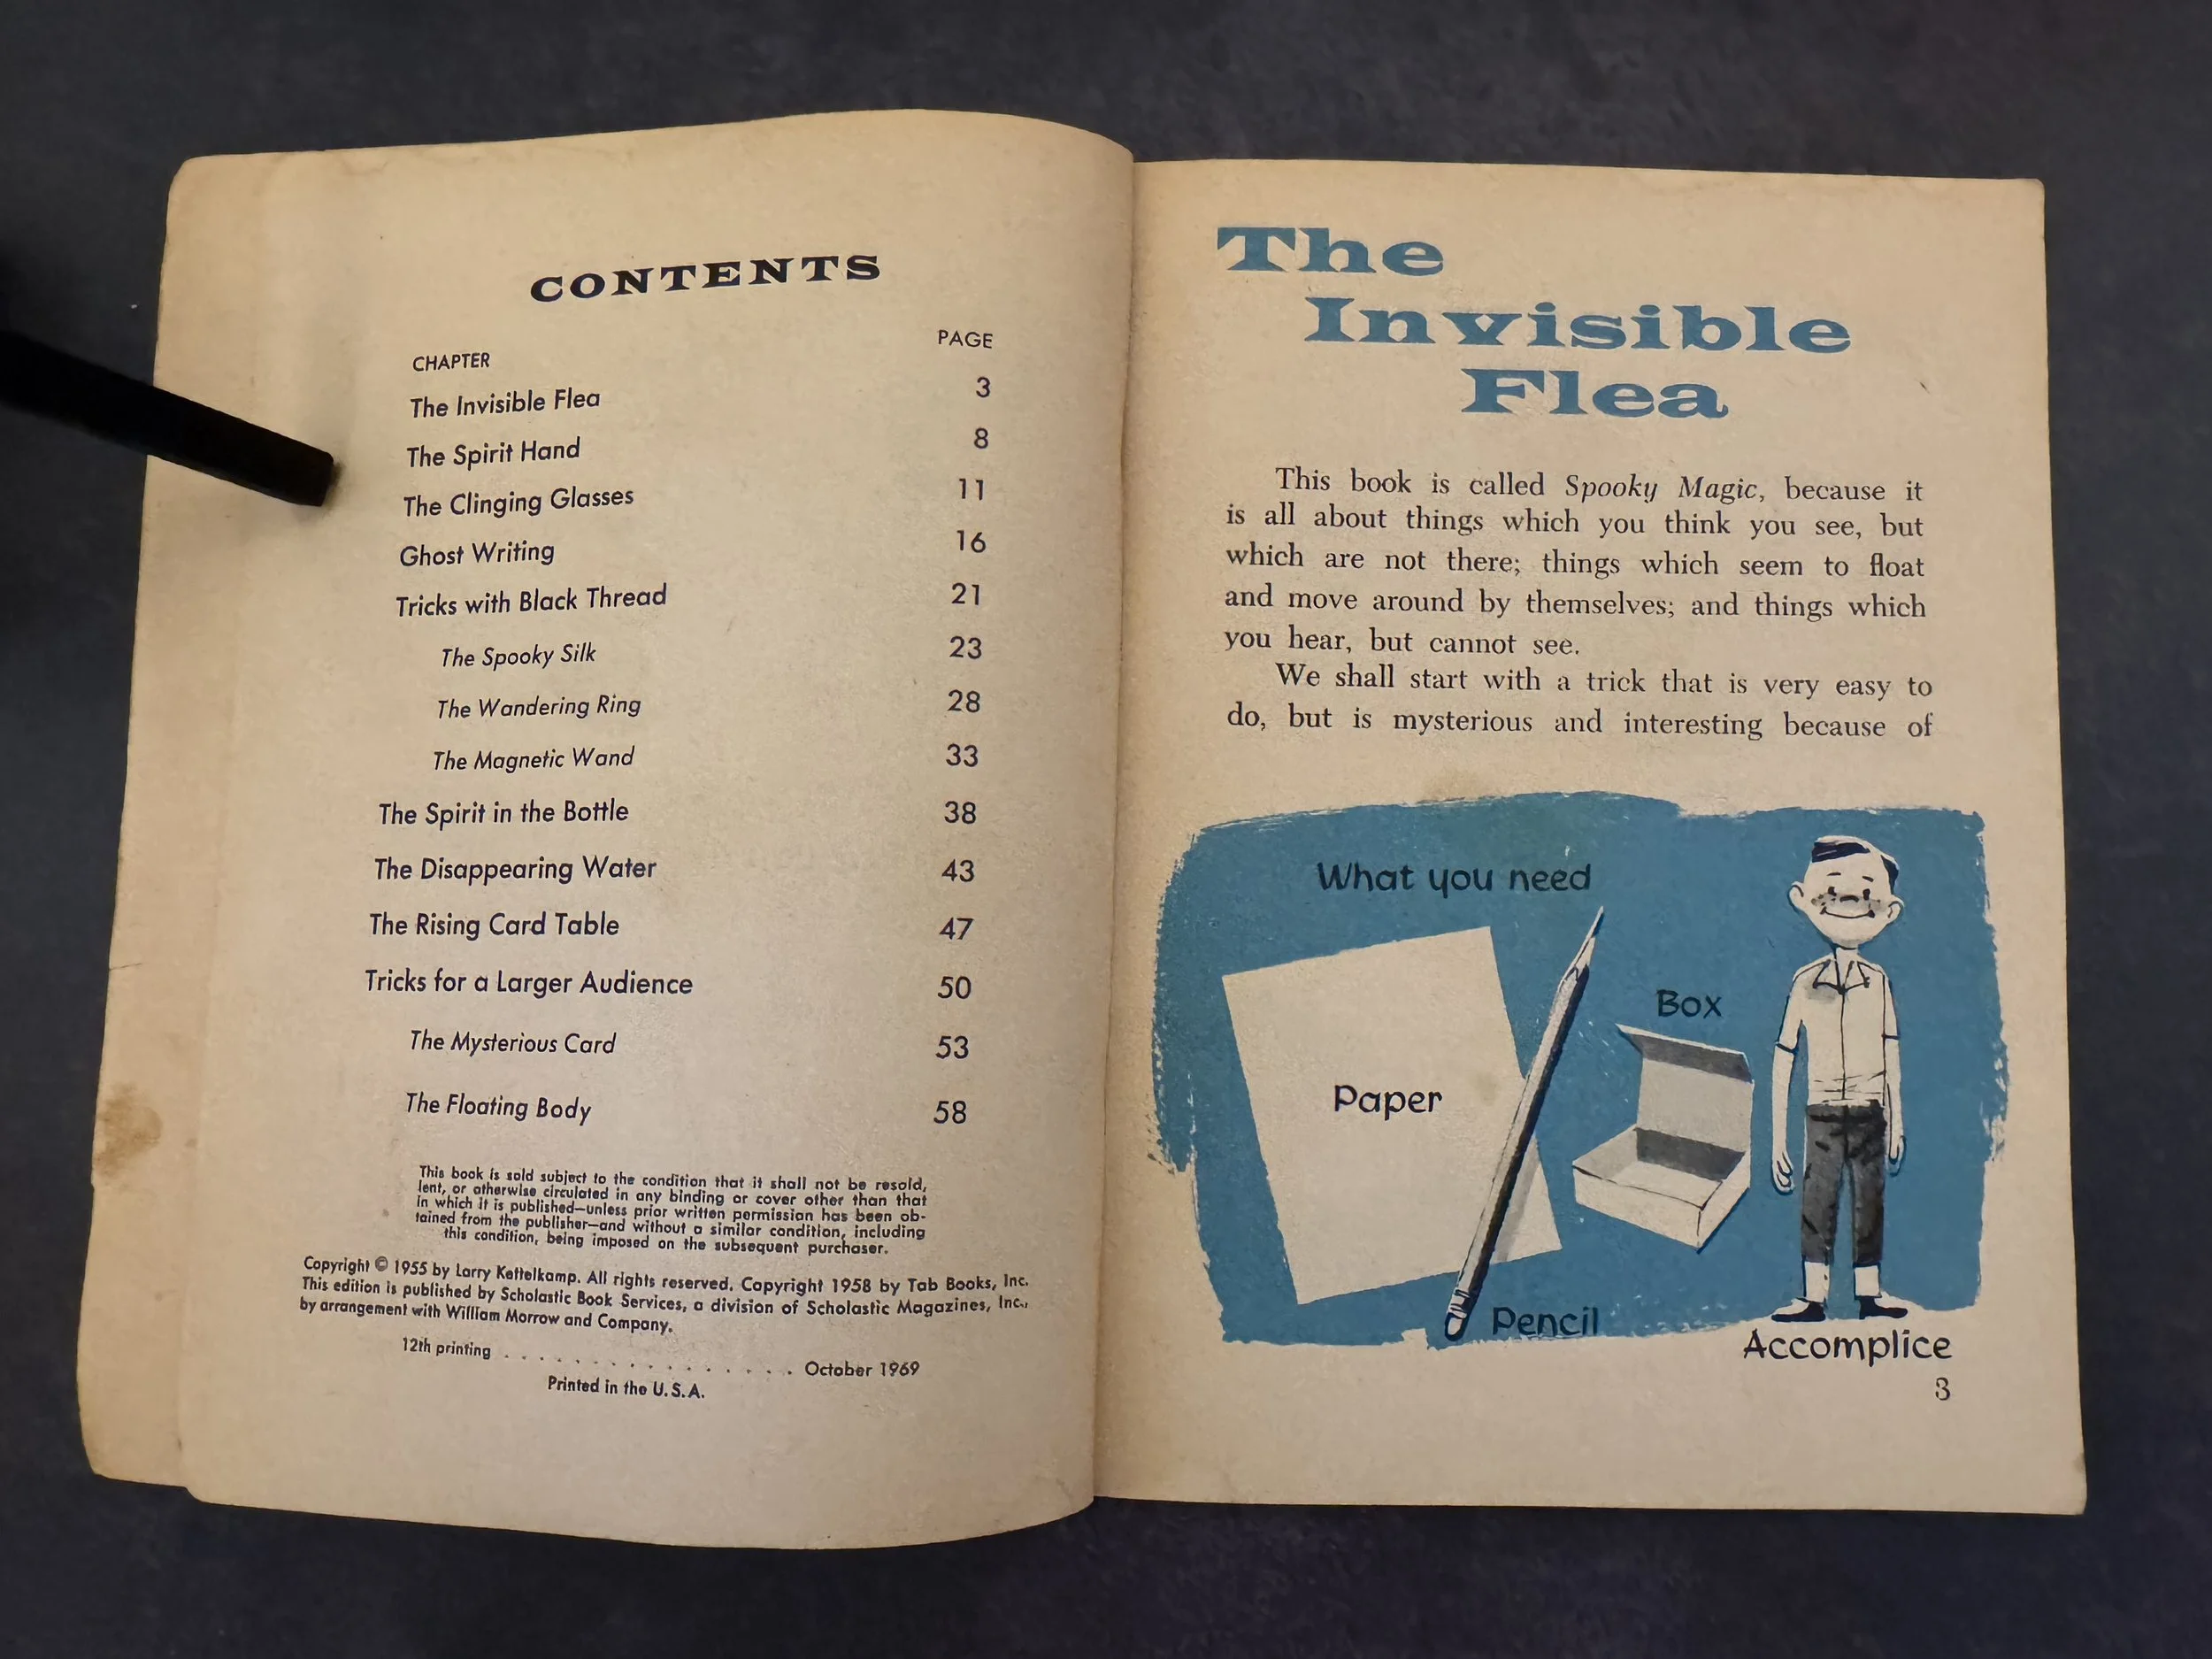 CONTENTS
CHAPTER PAGE
The Invisible Flea 3
The Spirit Hand 8
The Clinging Glasses 11
Ghost Writing 16
Tricks with Black Thread 21
The Spooky Silk 23
The Wandering Ring 28
The Magnetic Wand 33
The Spirit in the Bottle 38
The Disappearing Water 43
The Rising Card Table 47
Tricks for a Larger Audience 50
The Mysterious Card 53
The Floating Body 58
This book is sold subject to the condition that it shall not be resold,
lent, or otherwise circulated in any binding or cover other than that
in which it is published—unless prior written permission has been ob-
tained from the publisher—and without a similar condition, including
this condition, being imposed on the subsequent purchaser.
Copyright © 1955 by Larry Kettelkamp. All rights reserved. Copyright 1958 by Tab Books, Inc.
This edition is published by Scholastic Book Services, a division of Scholastic Magazines, Inc.,
by arrangement with William Morrow and Company.
12th printing . . . . . . . . . . . . . . . . . October 1969
Printed in the U.S.A.
The
Invisible
Flea
This book is called Spooky Magic, because it
is all about things which you think you see, but
which are not there; things which seem to float
and move around by themselves; and things which
you hear, but cannot see.
We shall start with a trick that is very easy to
do, but is mysterious and interesting because of
What you need
Paper
Box
Pencil
Accomplice
3